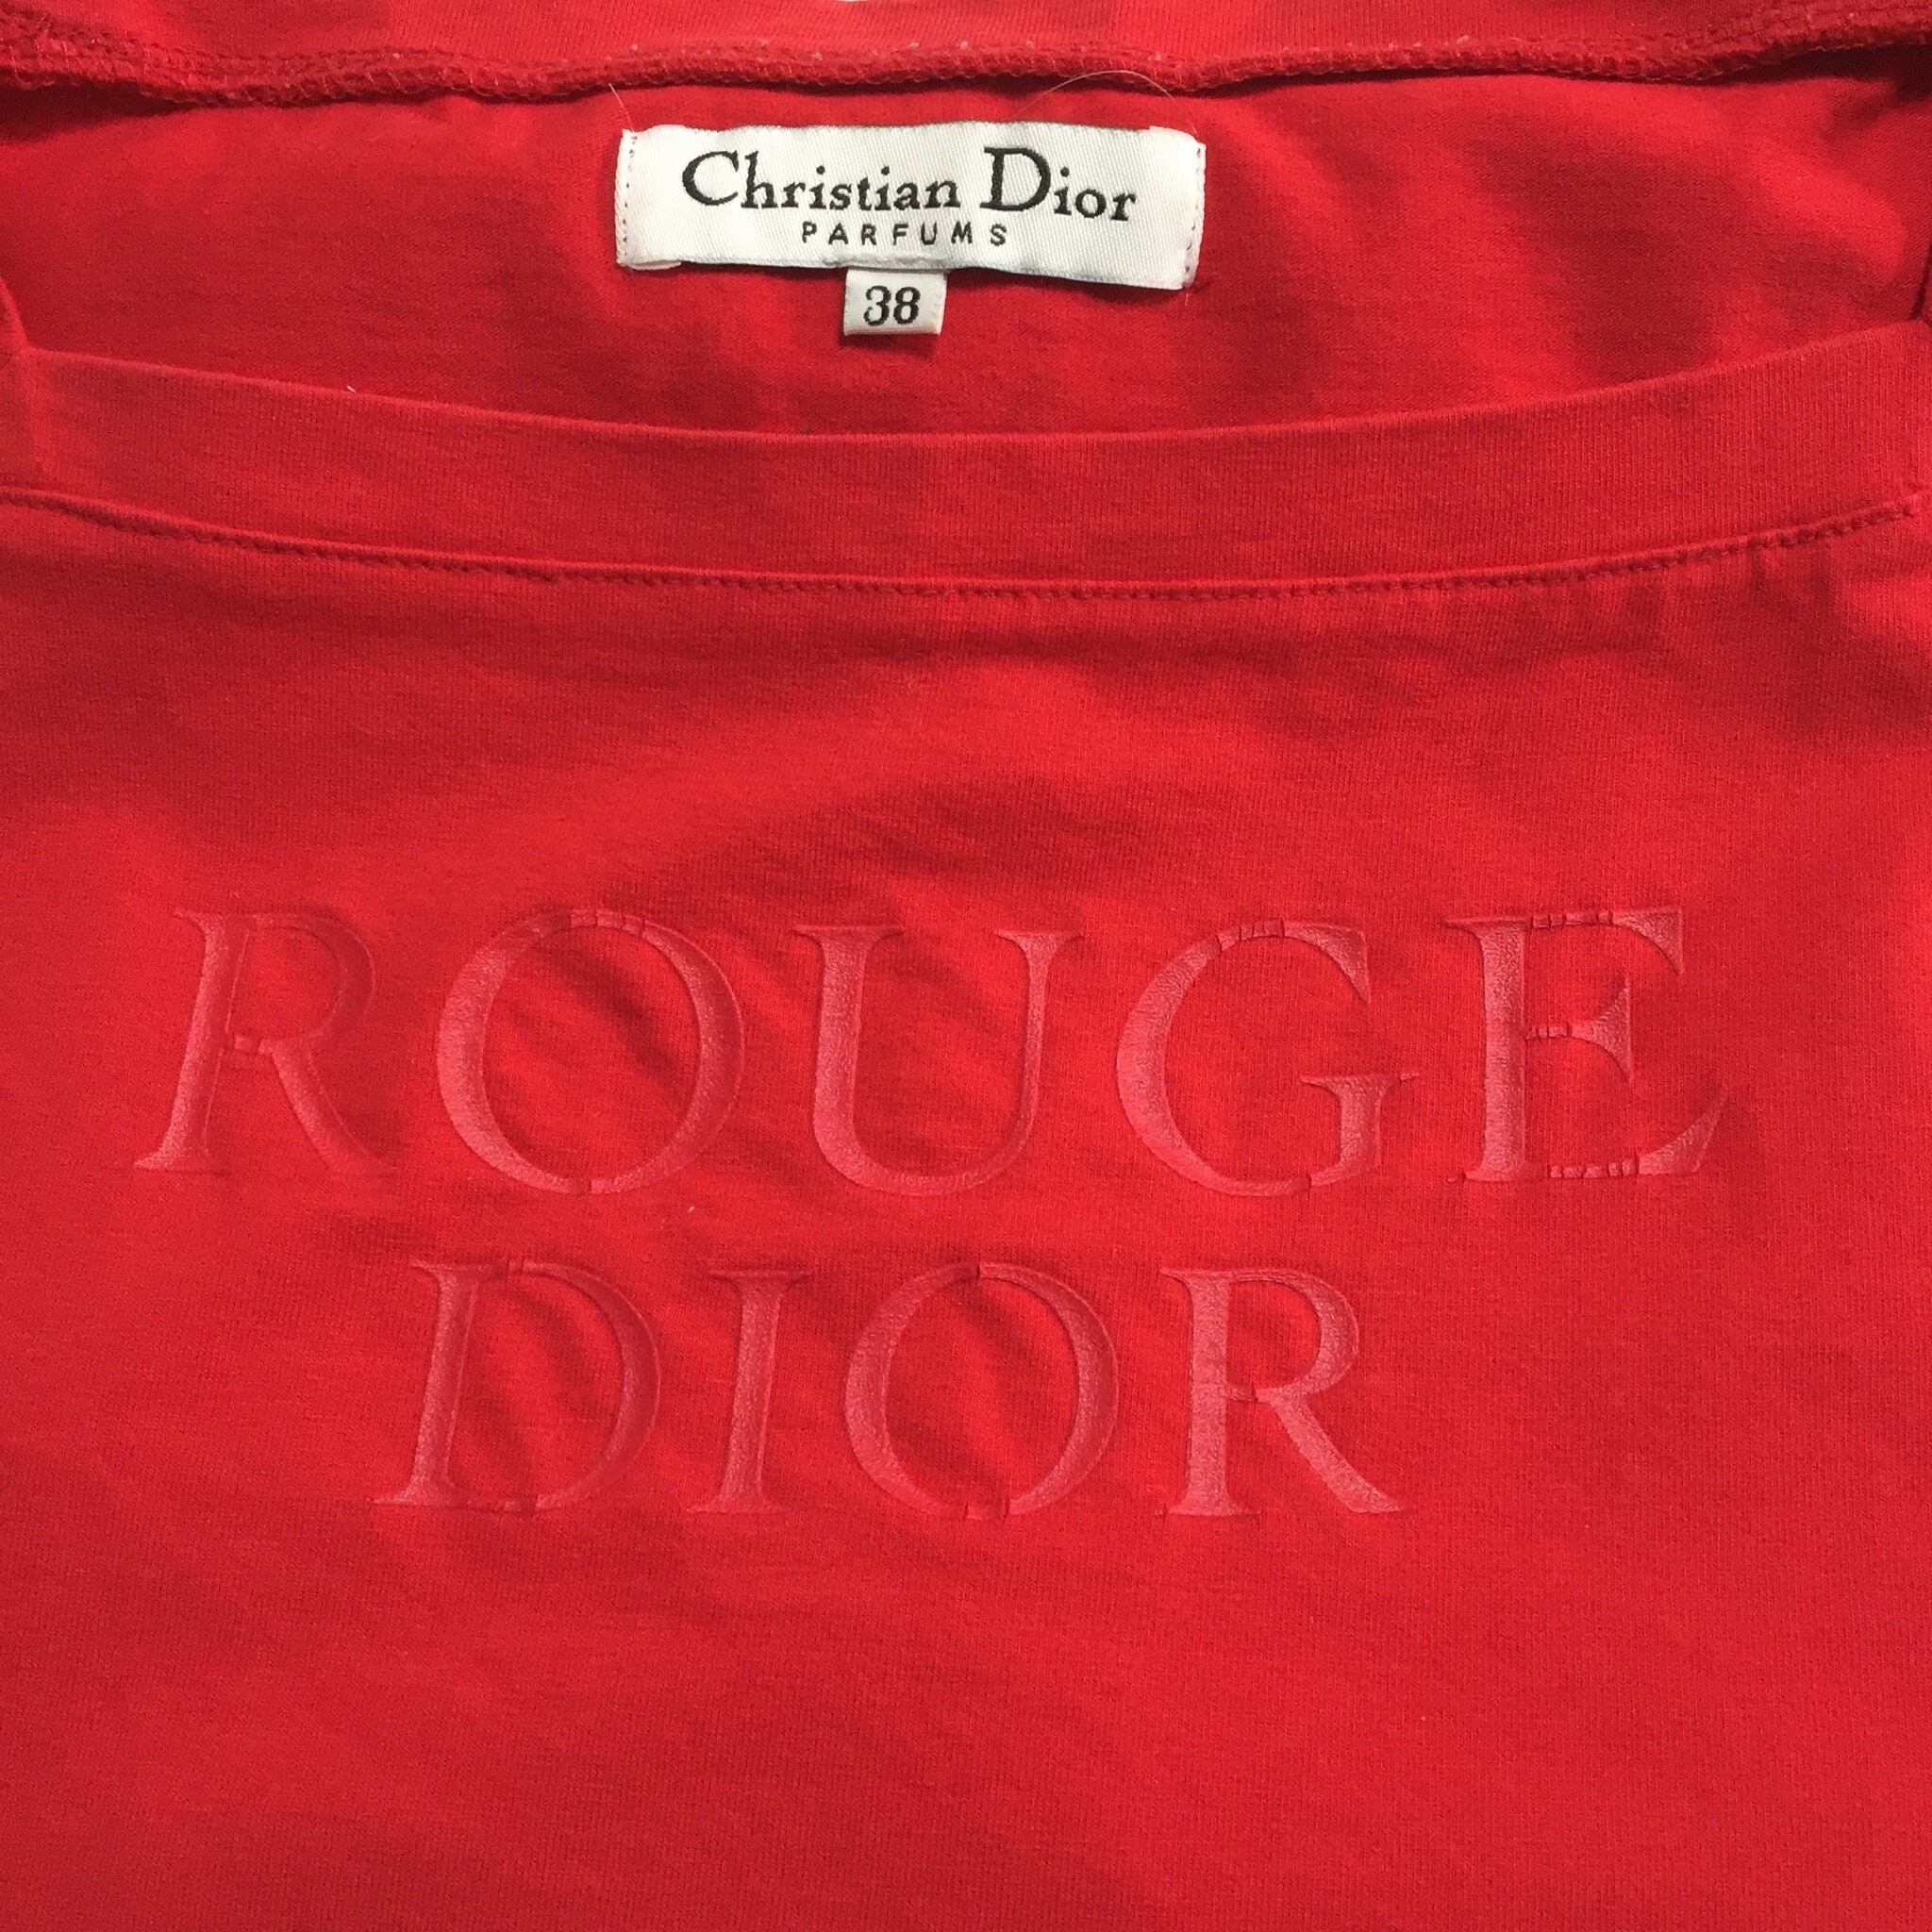 Christian Dior
PARFUMS
38
ROUGE
DIOR